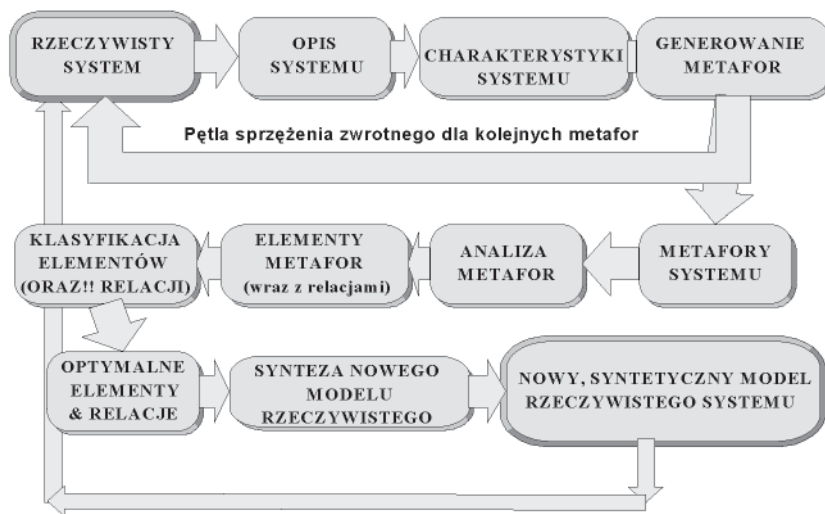 RZECZYWISTY
SYSTEM
OPIS
SYSTEMU
CHARAKTERYSTYKI
SYSTEMU
GENEROWANIE
METAFOR
Pętla sprzężenia zwrotnego dla kolejnych metafor
METAFORY
SYSTEMU
ANALIZA
METAFOR
ELEMENTY
METAFOR
(wraz z relacjami)
KLASYFIKACJA
ELEMENTÓW
(ORAZ!! RELACJI)
OPTYMALNE
ELEMENTY
& RELACJE
SYNTEZA NOWEGO
MODELU
RZECZYWISTEGO
NOWY, SYNTETYCZNY MODEL
RZECZYWISTEGO SYSTEMU